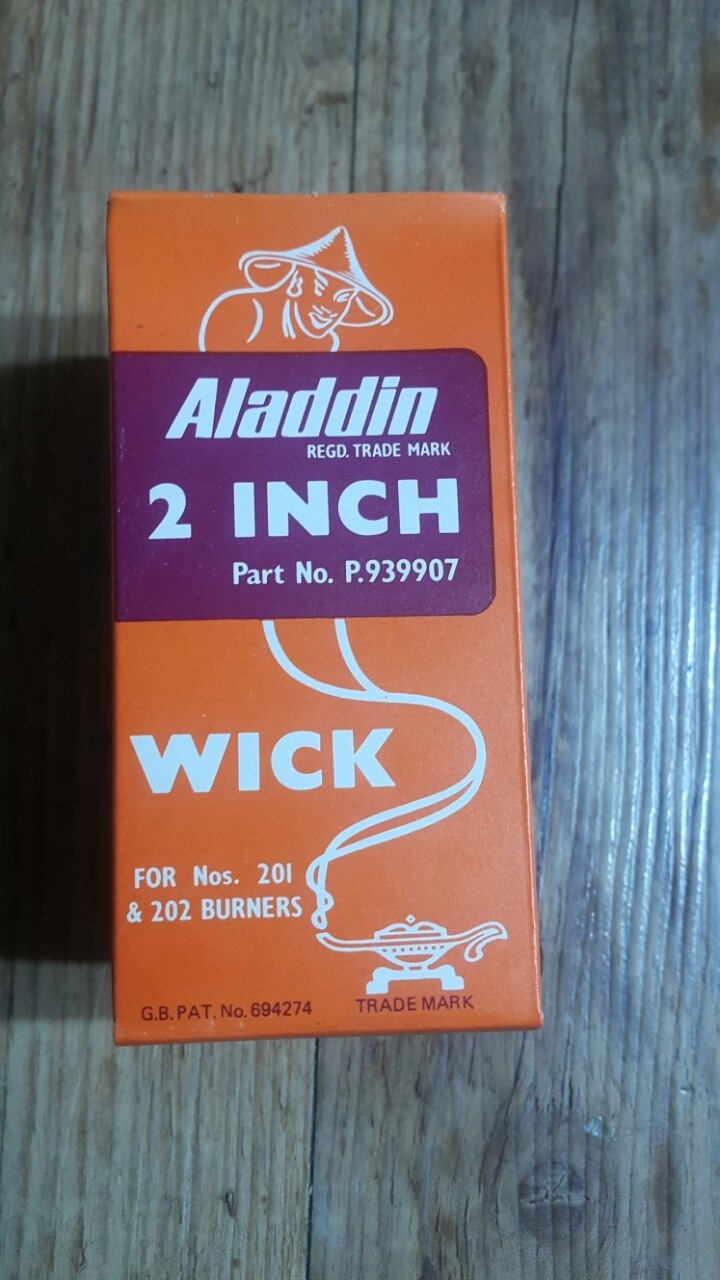 Aladdin
REGD. TRADE MARK
2 INCH
Part No. P.939907
WICK
FOR Nos. 201
& 202 BURNERS
G.B. PAT. No. 694274
TRADE MARK